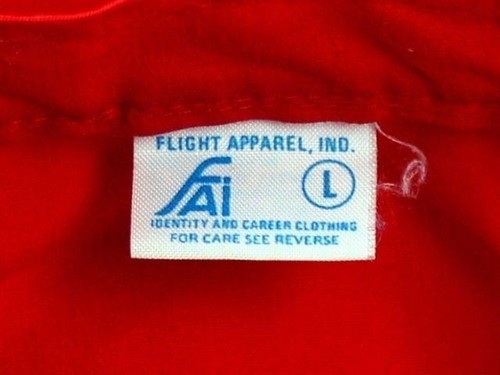 FLIGHT APPAREL, IND.
FAI
L
IDENTITY AND CAREER CLOTHING
FOR CARE SEE REVERSE